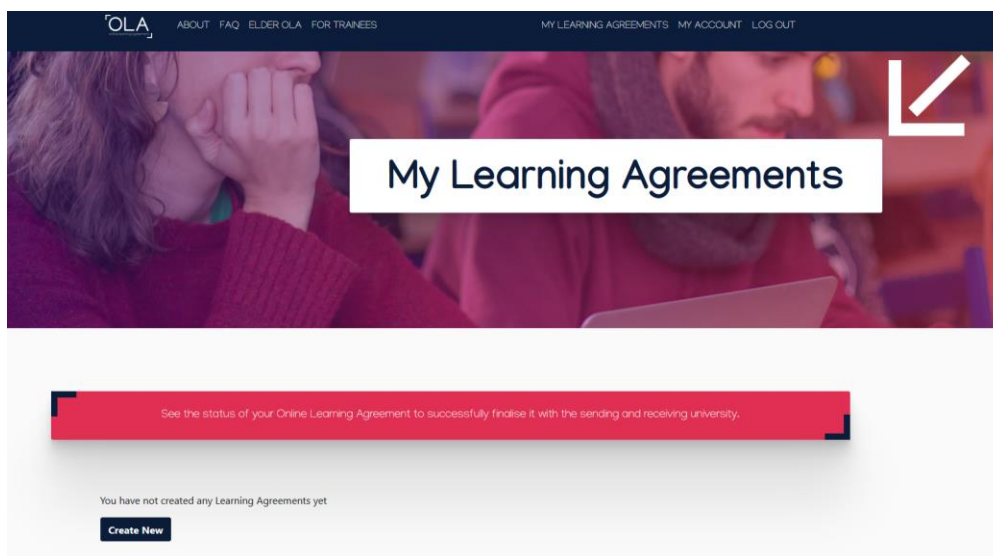 OLA
ABOUT FAQ ELDER OLA FOR TRAINEES
MY LEARNING AGREEMENTS MY ACCOUNT LOG OUT
My Learning Agreements
See the status of your Online Learning Agreement to successfully finalise it with the sending and receiving university.
You have not created any Learning Agreements yet
Create New